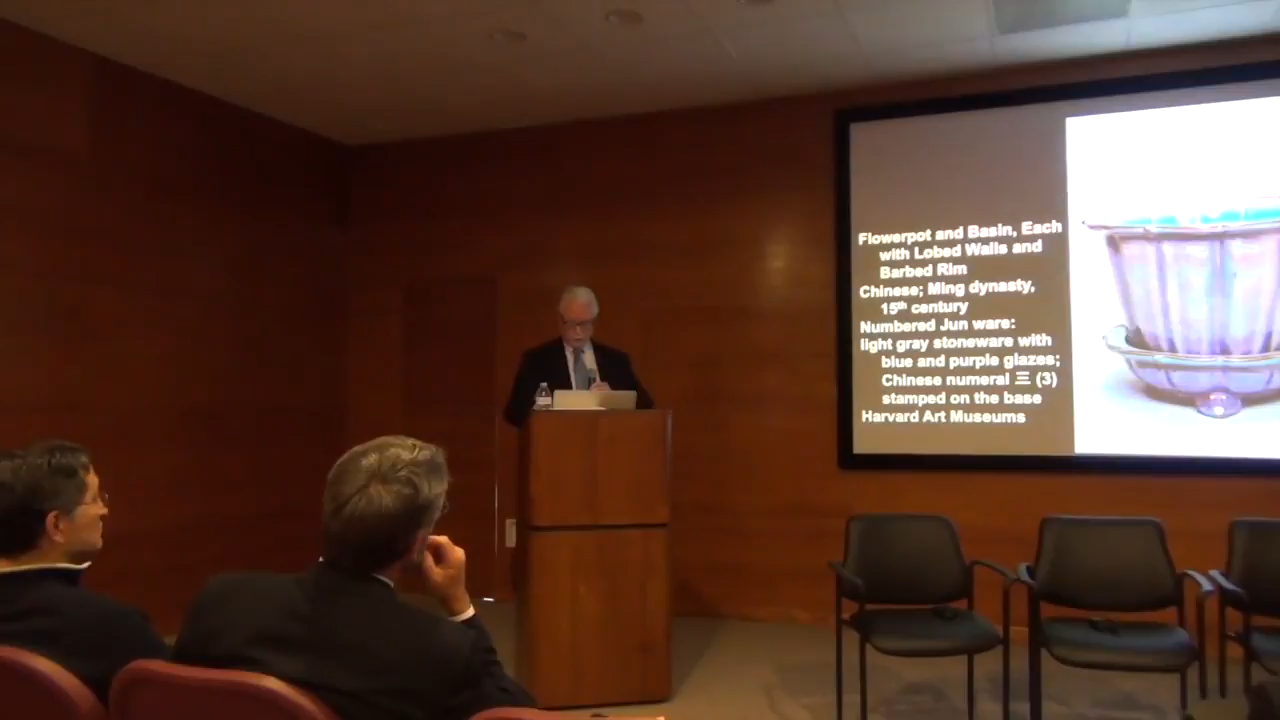 Flowerpot and Basin, Each
with Lobed Walls and
Barbed Rim
Chinese; Ming dynasty,
15th century
Numbered Jun ware:
light gray stoneware with
blue and purple glazes;
Chinese numeral 三 (3)
stamped on the base
Harvard Art Museums